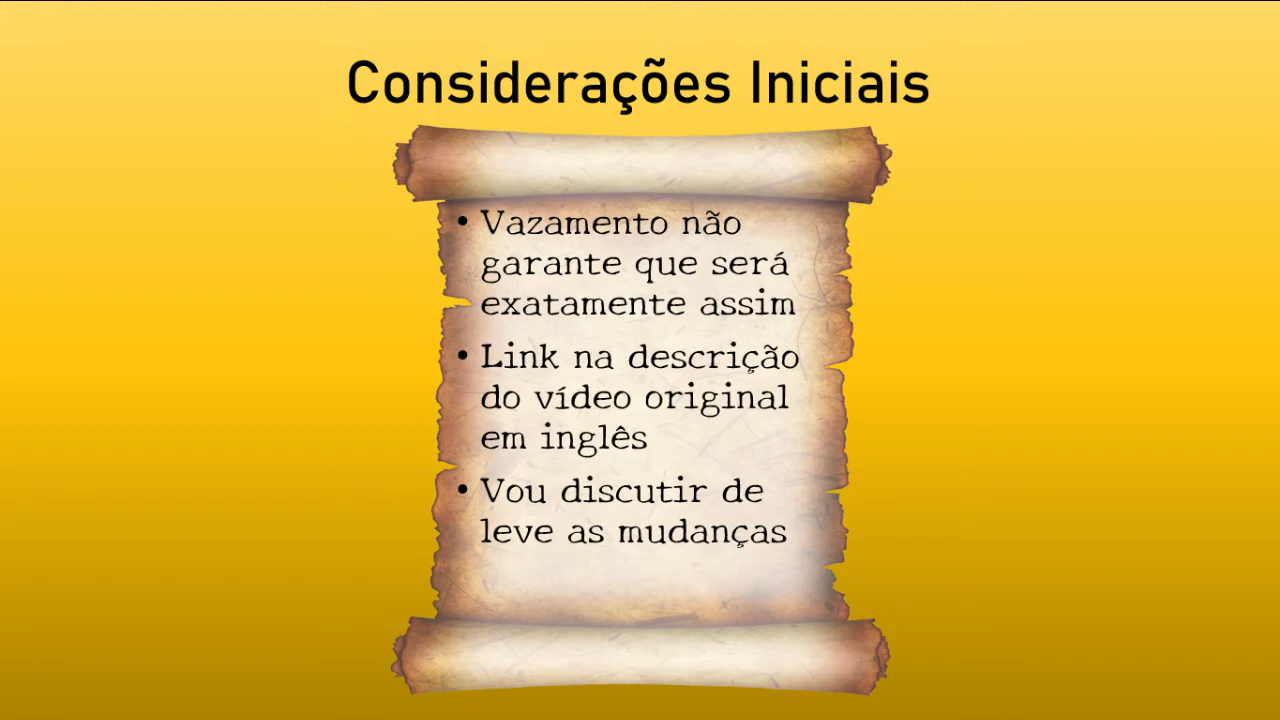 Considerações Iniciais
• Vazamento não
garante que será
exatamente assim
• Link na descrição
do vídeo original
em inglês
• Vou discutir de
leve as mudanças